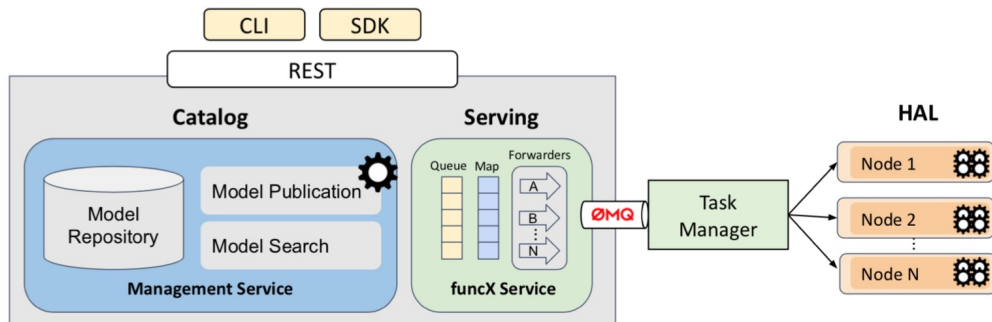 CLI
SDK
REST
Catalog
Serving
HAL
Model
Repository
Model Publication
Model Search
Management Service
Queue
Map
Forwarders
A
B
N
funcX Service
ØMQ
Task
Manager
Node 1
Node 2
Node N